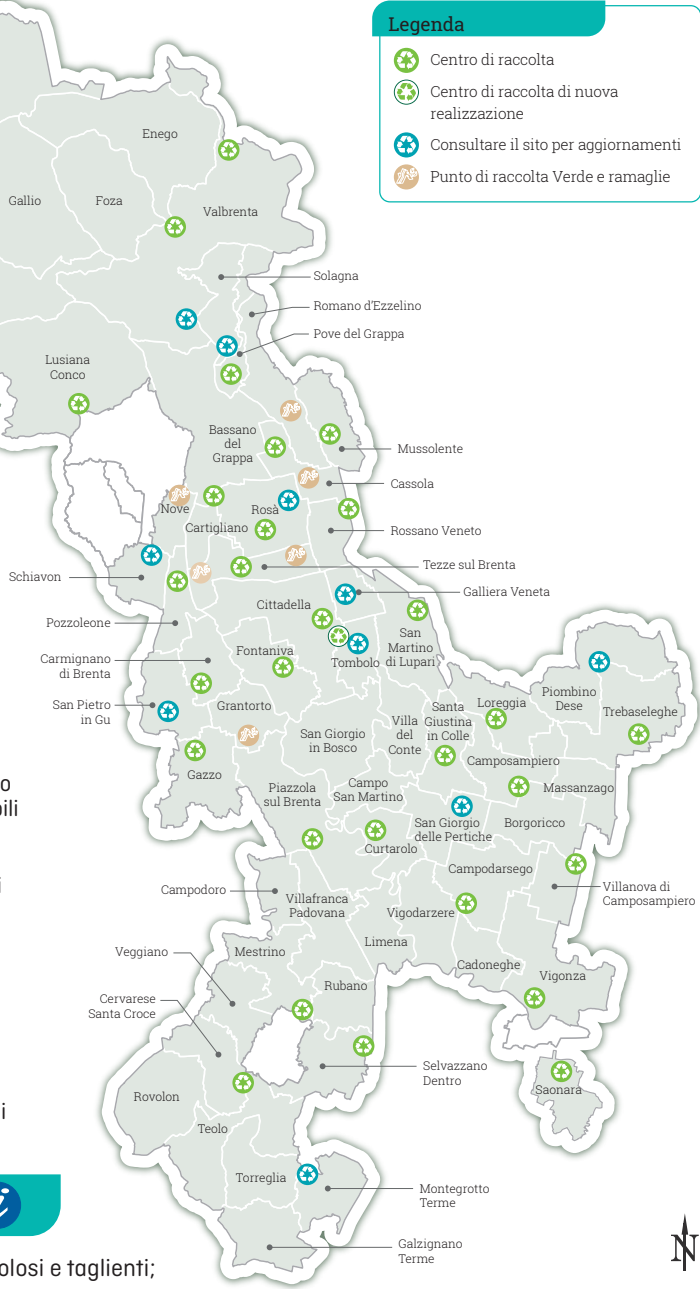 Legenda
Centro di raccolta
Centro di raccolta di nuova
realizzazione
Consultare il sito per aggiornamenti
Punto di raccolta Verde e ramaglie
Enego
Gallio
Foza
Valbrenta
Solagna
Romano d'Ezzelino
Pove del Grappa
Lusiana
Conco
Bassano
del
Grappa
Mussolente
Cassola
Nove
Rosà
Cartigliano
Rossano Veneto
Tezze sul Brenta
Schiavon
Galliera Veneta
Cittadella
Pozzoleone
San
Martino
di Lupari
Tombolo
Fontaniva
Carmignano
di Brenta
San Pietro
in Gu
Grantorto
San Giorgio
in Bosco
Villa
del
Conte
Santa
Giustina
in Colle
Loreggia
Piombino
Dese
Trebaseleghe
Camposampiero
Gazzo
Piazzola
sul Brenta
Campo
San Martino
Massanzago
San Giorgio
delle Pertiche
Borgoricco
Curtarolo
Campodarsego
Campodoro
Villafranca
Padovana
Vigodarzere
Villanova di
Camposampiero
Limena
Veggiano
Mestrino
Cadoneghe
Vigonza
Rubano
Cervarese
Santa Croce
Selvazzano
Dentro
Saonara
Rovolon
Teolo
Torreglia
Montegrotto
Terme
Galzignano
Terme
N
o
bili
i
i
i
olosi e taglienti;